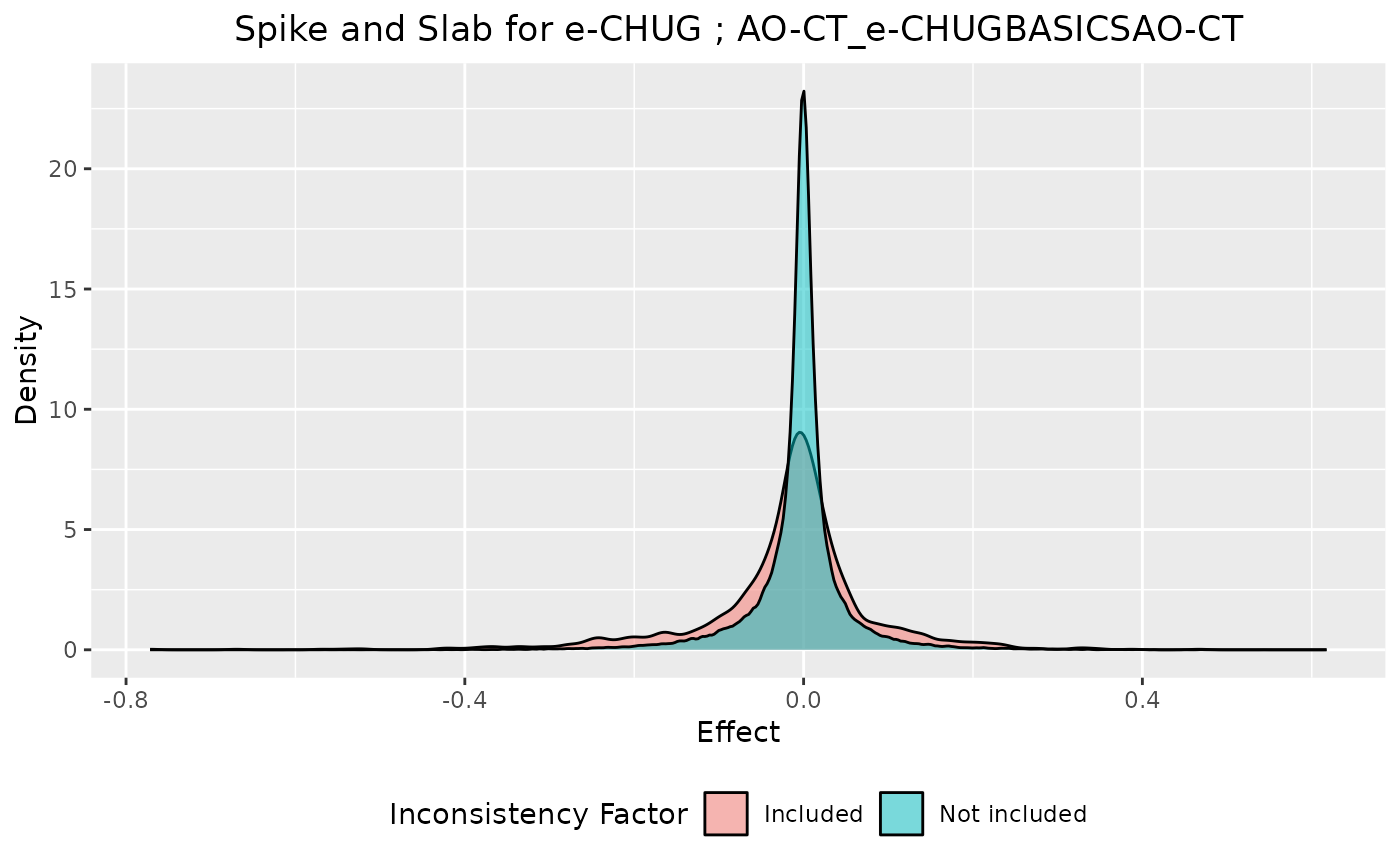 Spike and Slab for e-CHUG ; AO-CT_e-CHUGBASICSAO-CT
Density
20
15
10
5
0
-0.8 -0.4 0.0 0.4
Effect
Inconsistency Factor Included Not included